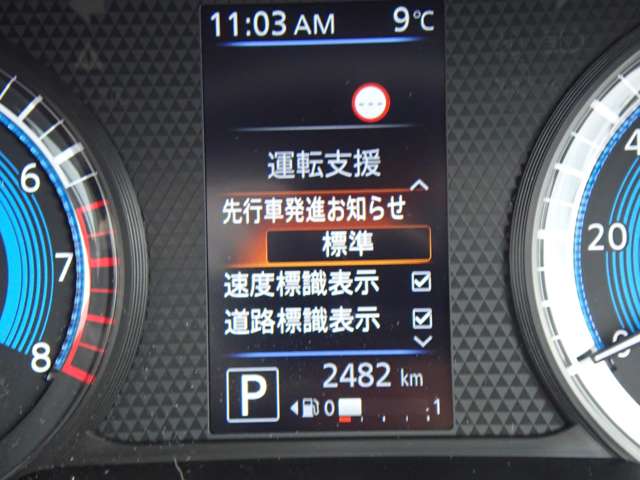 11:03 AM 9℃
運転支援
先行車発進お知らせ
標準
速度標識表示
道路標識表示
P 2482 km
0 1
6
7
8
4
20
0